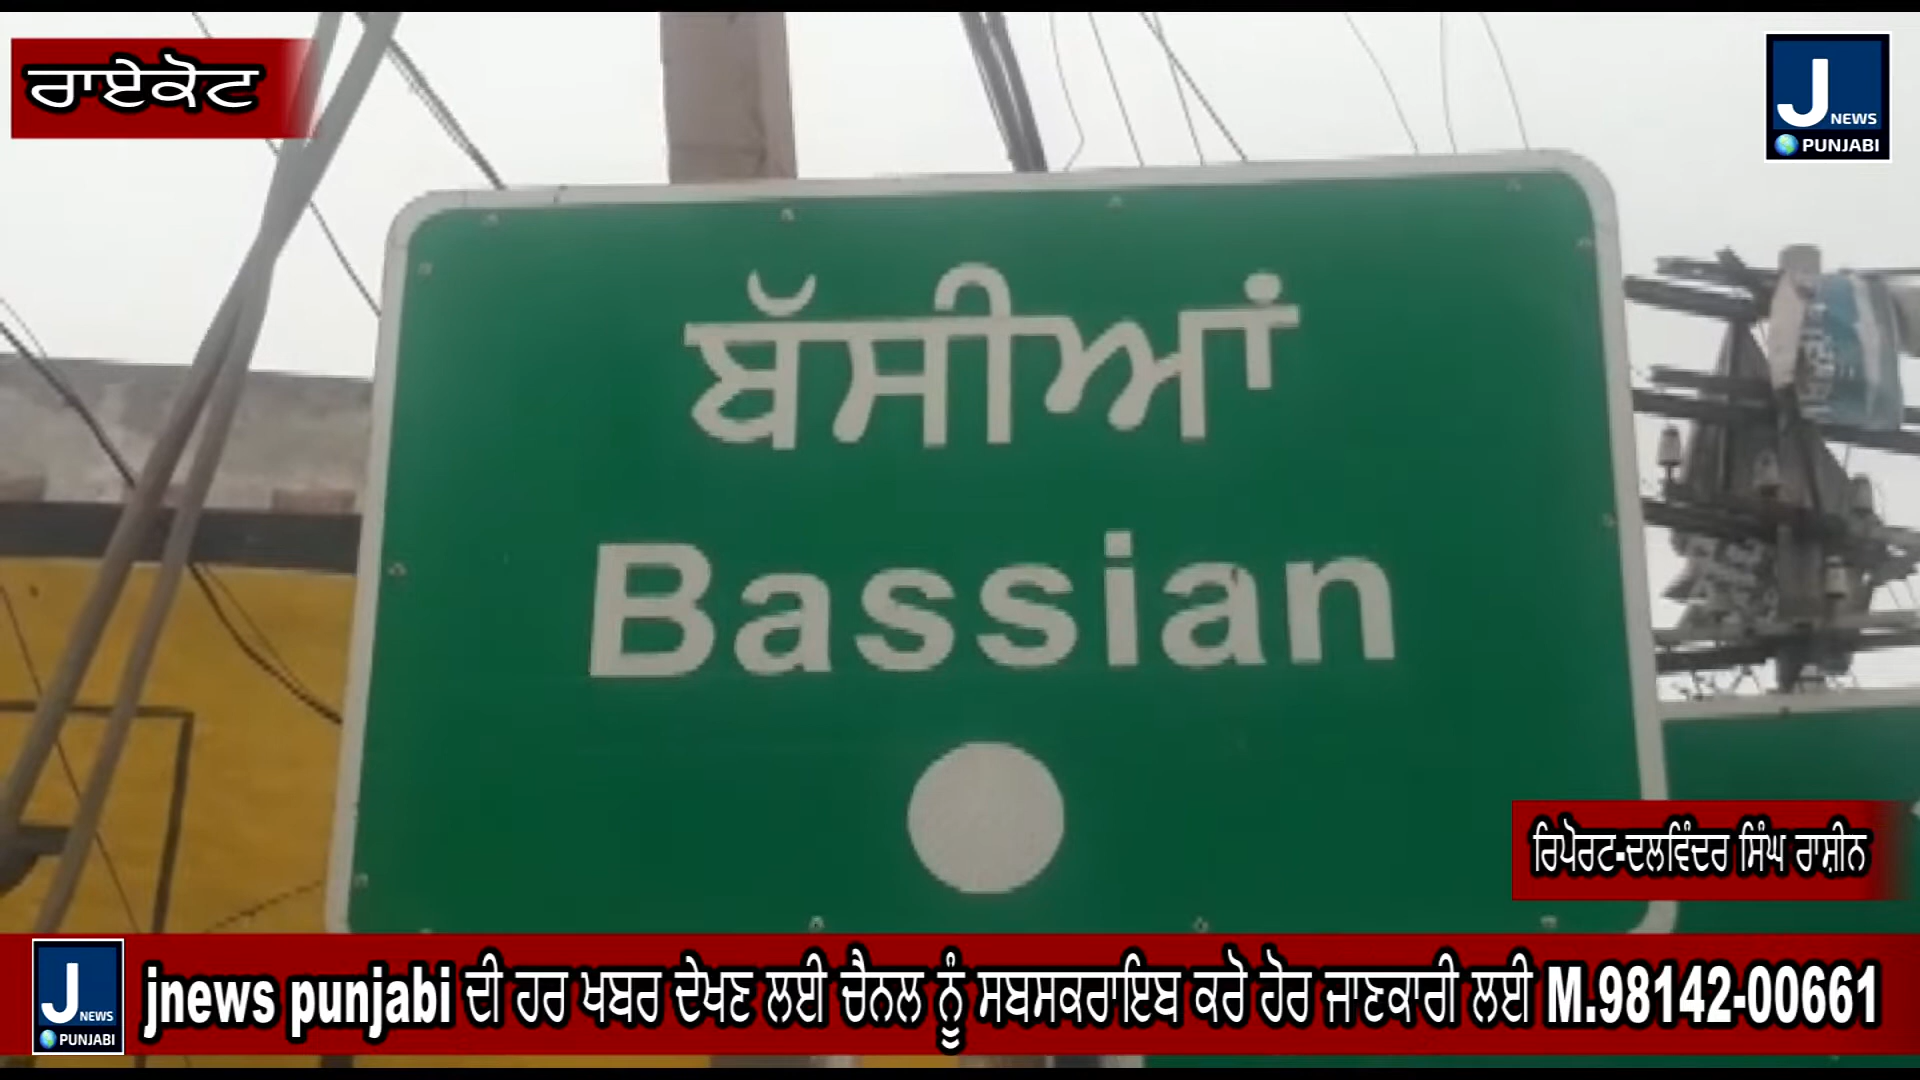 ਰਾਏਕੋਟ
J NEWS
PUNJABI
ਬੱਸੀਆਂ
Bassian
ਰਿਪੋਰਟ-ਦਲਵਿੰਦਰ ਸਿੰਘ ਰਾਸ਼ੀਨ
J NEWS
PUNJABI
jnews punjabi ਦੀ ਹਰ ਖਬਰ ਦੇਖਣ ਲਈ ਚੈਨਲ ਨੂੰ ਸਬਸਕਰਾਇਬ ਕਰੋ ਹੋਰ ਜਾਣਕਾਰੀ ਲਈ M.98142-00661